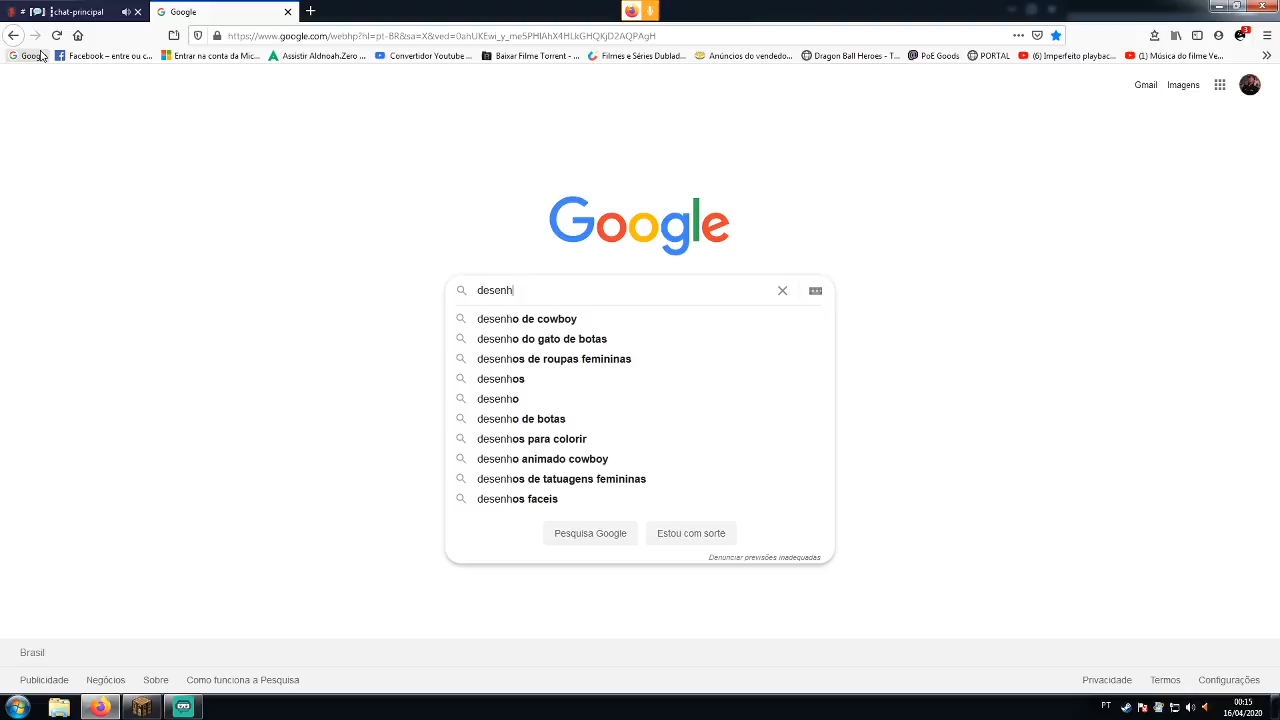 # [💬] ┇chat-principal
Google
https://www.google.com/webhp?hl=pt-BR&sa=X&ved=0ahUKEwi_y_me5PHIAhX4HLkGHQKjD2AQPAgH
3
Goog
Facebook – entre ou c...
Entrar na conta da Mic...
Assistir Aldnoah.Zero ...
Convertidor Youtube ...
Baixar Filme Torrent - ...
Filmes e Séries Dublad...
Anúncios do vendedo...
Dragon Ball Heroes - T...
PoE Goods
PORTAL
(6) Imperfeito playbac...
(1) Música do filme Ve...
Gmail
Imagens
Google
desenh
desenho de cowboy
desenho do gato de botas
desenhos de roupas femininas
desenhos
desenho
desenho de botas
desenhos para colorir
desenho animado cowboy
desenhos de tatuagens femininas
desenhos faceis
Pesquisa Google
Estou com sorte
Denunciar previsões inadequadas
Brasil
Publicidade
Negócios
Sobre
Como funciona a Pesquisa
Privacidade
Termos
Configurações
PT
00:15
16/04/2020